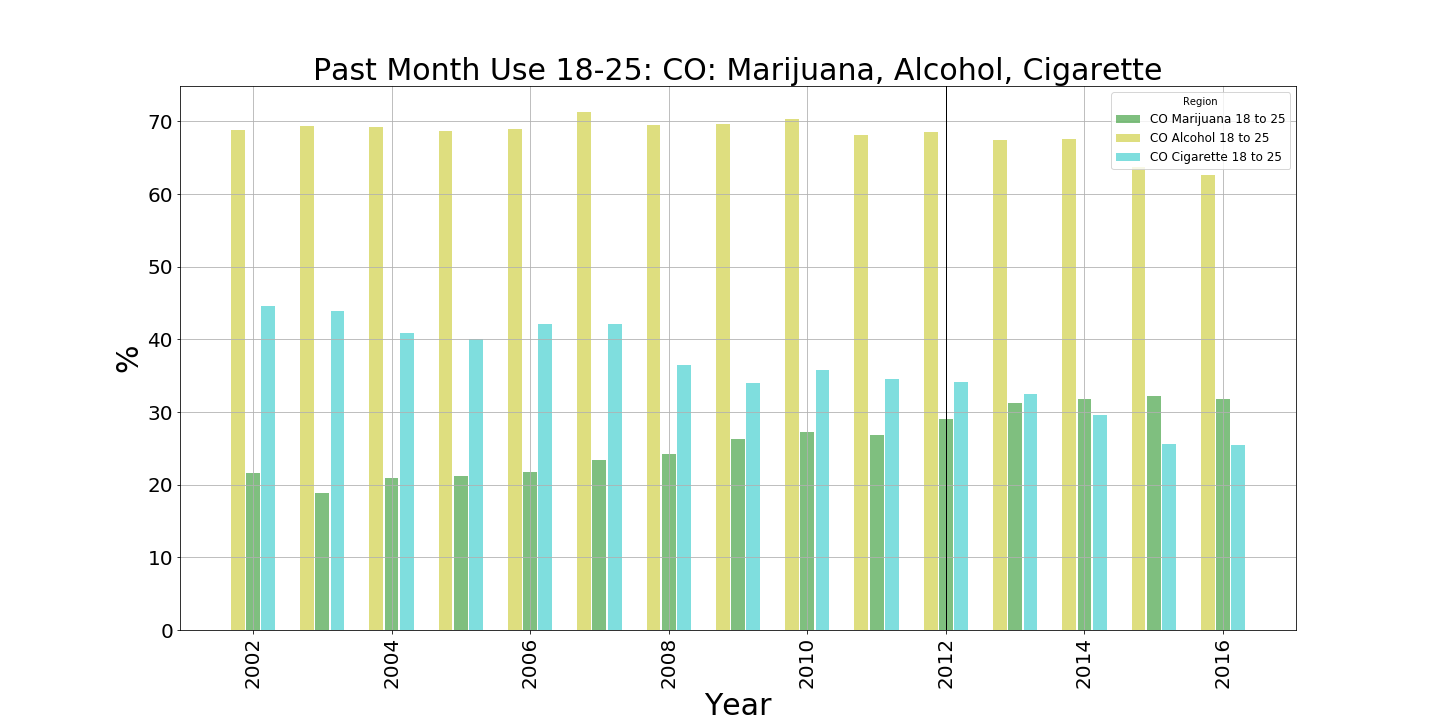 Past Month Use 18-25: CO: Marijuana, Alcohol, Cigarette
Region
CO Marijuana 18 to 25
CO Alcohol 18 to 25
CO Cigarette 18 to 25
70
60
50
40
30
20
10
0
%
2002
2004
2006
2008
2010
2012
2014
2016
Year